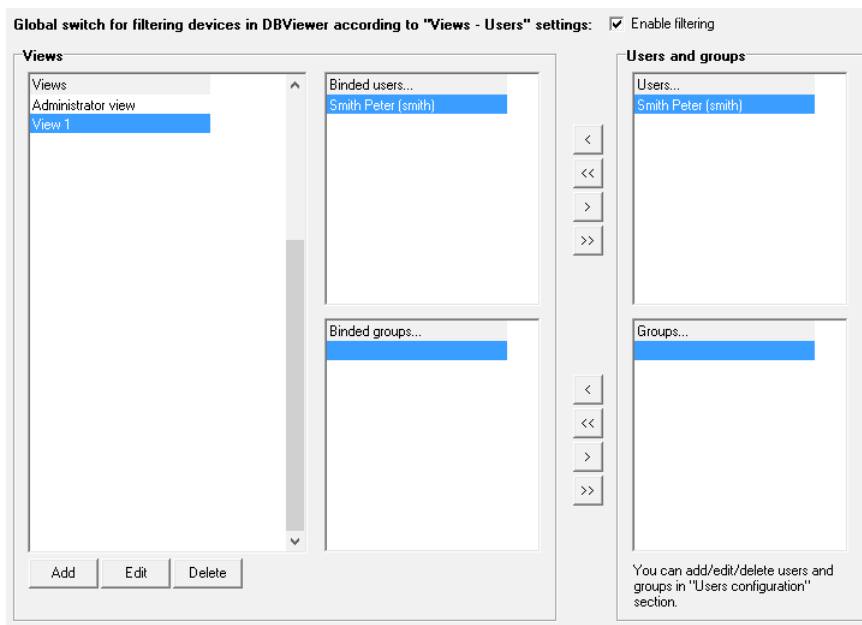 Global switch for filtering devices in DBViewer according to "Views - Users" settings: Enable filtering
Views
Views
Administrator view
View 1
Binded users...
Smith Peter (smith)
Binded groups...
<
<<
>
>>
<
<<
>
>>
Add Edit Delete
Users and groups
Users...
Smith Peter (smith)
Groups...
You can add/edit/delete users and
groups in "Users configuration"
section.